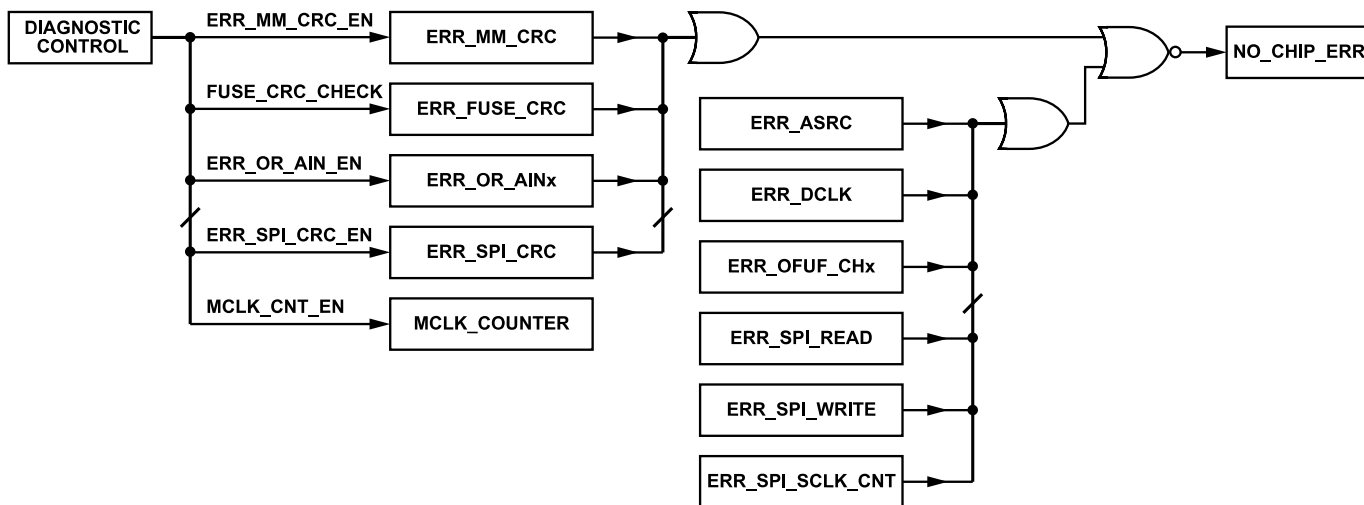 DIAGNOSTIC
CONTROL
ERR_MM_CRC_EN
ERR_MM_CRC
NO_CHIP_ERR
FUSE_CRC_CHECK
ERR_FUSE_CRC
ERR_ASRC
ERR_OR_AIN_EN
ERR_OR_AINx
ERR_DCLK
ERR_SPI_CRC_EN
ERR_SPI_CRC
ERR_OFUF_CHx
MCLK_CNT_EN
MCLK_COUNTER
ERR_SPI_READ
ERR_SPI_WRITE
ERR_SPI_SCLK_CNT